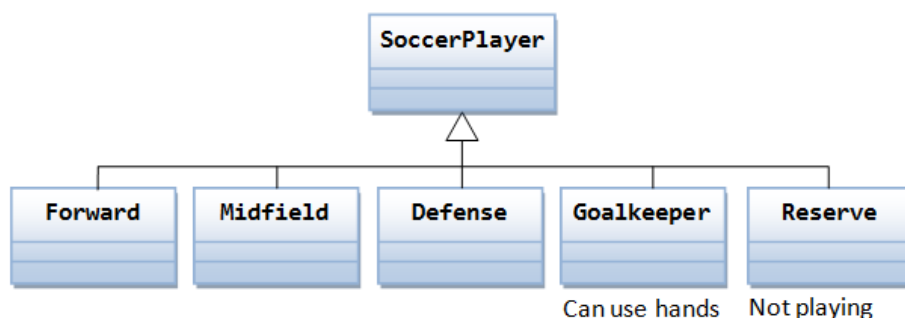 SoccerPlayer
Forward
Midfield
Defense
Goalkeeper
Reserve
Can use hands
Not playing